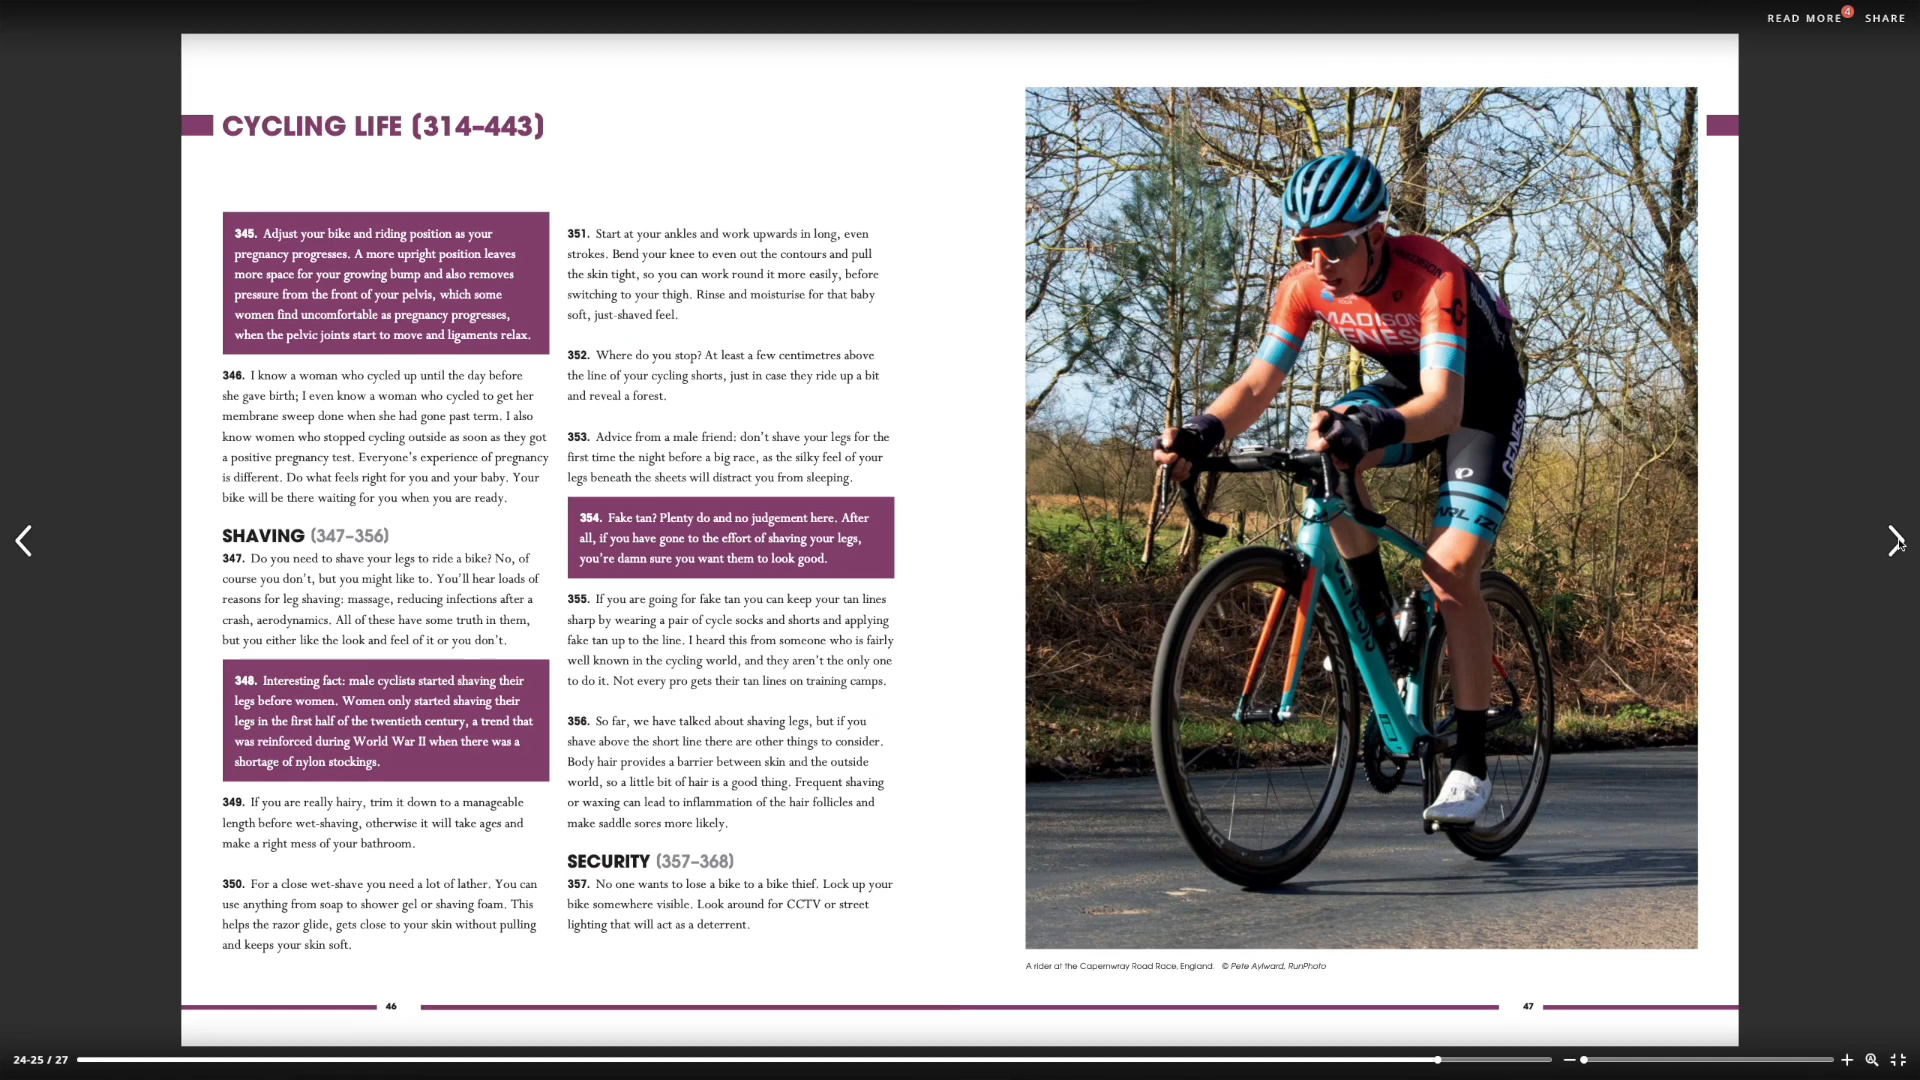 READ MORE 4 SHARE
CYCLING LIFE (314–443)
345. Adjust your bike and riding position as your
pregnancy progresses. A more upright position leaves
more space for your growing bump and also removes
pressure from the front of your pelvis, which some
women find uncomfortable as pregnancy progresses,
when the pelvic joints start to move and ligaments relax.
346. I know a woman who cycled up until the day before
she gave birth; I even know a woman who cycled to get her
membrane sweep done when she had gone past term. I also
know women who stopped cycling outside as soon as they got
a positive pregnancy test. Everyone's experience of pregnancy
is different. Do what feels right for you and your baby. Your
bike will be there waiting for you when you are ready.
SHAVING (347–356)
347. Do you need to shave your legs to ride a bike? No, of
course you don't, but you might like to. You'll hear loads of
reasons for leg shaving: massage, reducing infections after a
crash, aerodynamics. All of these have some truth in them,
but you either like the look and feel of it or you don't.
348. Interesting fact: male cyclists started shaving their
legs before women. Women only started shaving their
legs in the first half of the twentieth century, a trend that
was reinforced during World War II when there was a
shortage of nylon stockings.
349. If you are really hairy, trim it down to a manageable
length before wet-shaving, otherwise it will take ages and
make a right mess of your bathroom.
350. For a close wet-shave you need a lot of lather. You can
use anything from soap to shower gel or shaving foam. This
helps the razor glide, gets close to your skin without pulling
and keeps your skin soft.
351. Start at your ankles and work upwards in long, even
strokes. Bend your knee to even out the contours and pull
the skin tight, so you can work round it more easily, before
switching to your thigh. Rinse and moisturise for that baby
soft, just-shaved feel.
352. Where do you stop? At least a few centimetres above
the line of your cycling shorts, just in case they ride up a bit
and reveal a forest.
353. Advice from a male friend: don't shave your legs for the
first time the night before a big race, as the silky feel of your
legs beneath the sheets will distract you from sleeping.
354. Fake tan? Plenty do and no judgement here. After
all, if you have gone to the effort of shaving your legs,
you're damn sure you want them to look good.
355. If you are going for fake tan you can keep your tan lines
sharp by wearing a pair of cycle socks and shorts and applying
fake tan up to the line. I heard this from someone who is fairly
well known in the cycling world, and they aren't the only one
to do it. Not every pro gets their tan lines on training camps.
356. So far, we have talked about shaving legs, but if you
shave above the short line there are other things to consider.
Body hair provides a barrier between skin and the outside
world, so a little bit of hair is a good thing. Frequent shaving
or waxing can lead to inflammation of the hair follicles and
make saddle sores more likely.
SECURITY (357–368)
357. No one wants to lose a bike to a bike thief. Lock up your
bike somewhere visible. Look around for CCTV or street
lighting that will act as a deterrent.
MADISON
GENESIS
GENESIS
A rider at the Capernwray Road Race, England. © Pete Aylward, RunPhoto
46
47
24-25 / 27